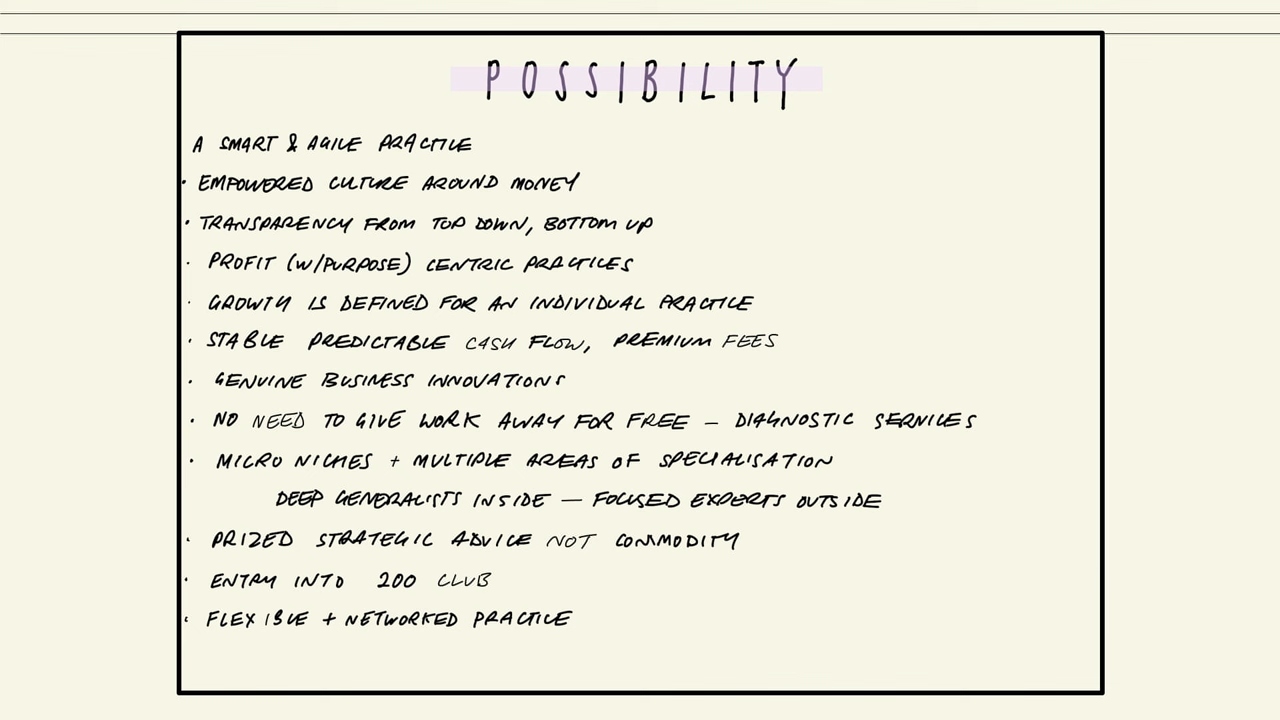 POSSIBILITY
A SMART & AGILE PRACTICE
· EMPOWERED CULTURE AROUND MONEY
· TRANSPARENCY FROM TOP DOWN, BOTTOM UP
· PROFIT (W/PURPOSE) CENTRIC PRACTICES
· GROWTH IS DEFINED FOR AN INDIVIDUAL PRACTICE
· STABLE PREDICTABLE CASH FLOW, PREMIUM FEES
· GENUINE BUSINESS INNOVATIONS
· NO NEED TO GIVE WORK AWAY FOR FREE – DIAGNOSTIC SERVICES
· MICRO NICHES + MULTIPLE AREAS OF SPECIALISATION
DEEP GENERALISTS INSIDE — FOCUSED EXPERTS OUTSIDE
· PRIZED STRATEGIC ADVICE NOT COMMODITY
· ENTRY INTO 200 CLUB
· FLEXIBLE + NETWORKED PRACTICE